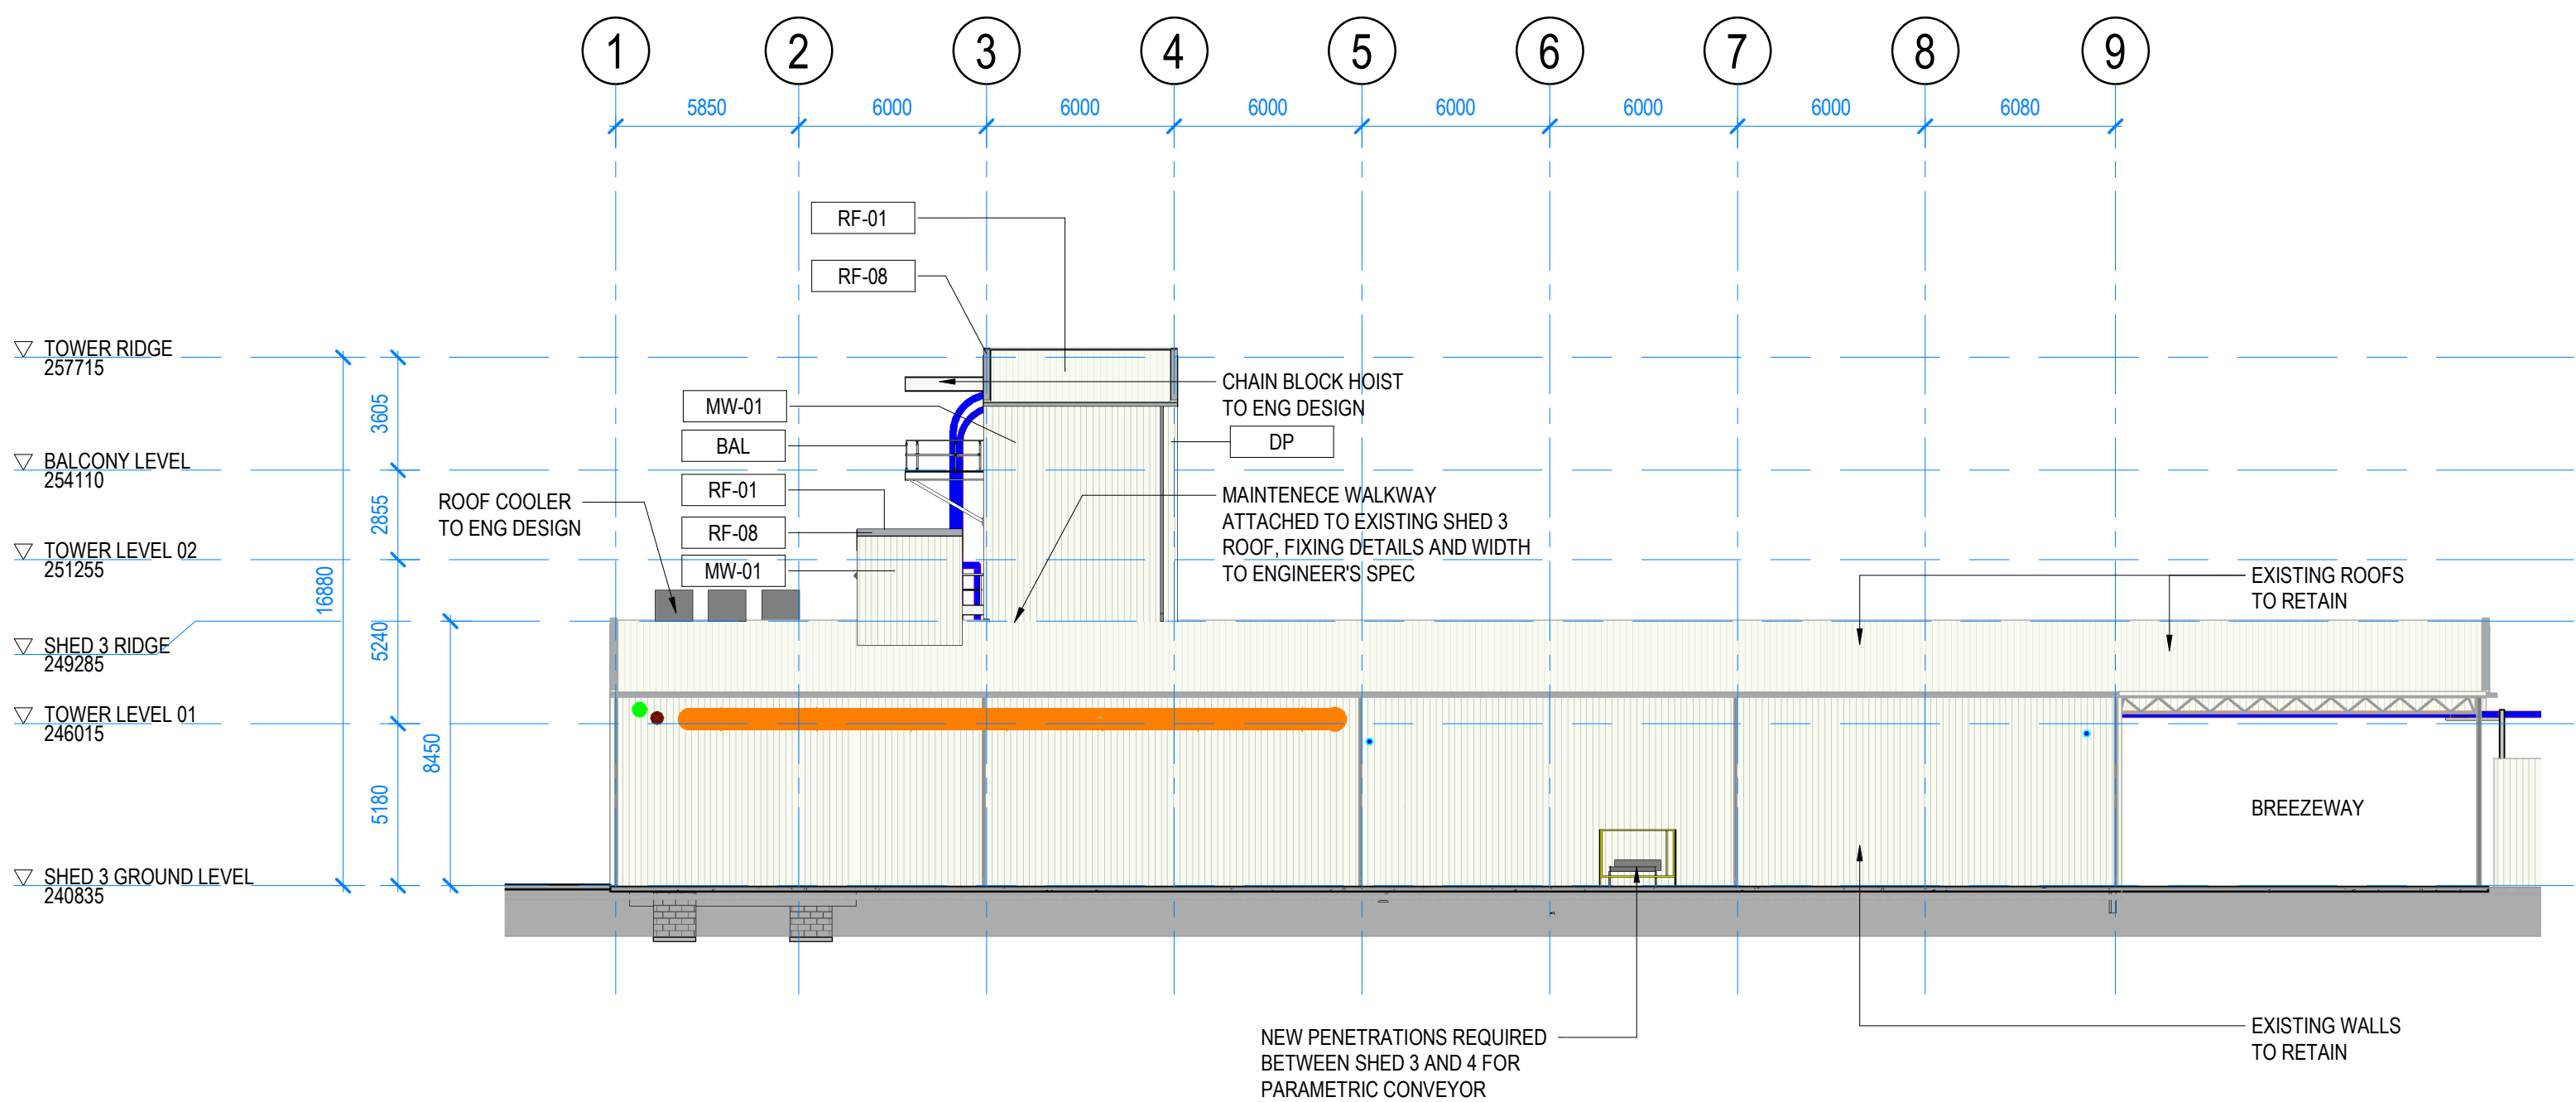 1 2 3 4 5 6 7 8 9
5850 6000 6000 6000 6000 6000 6000 6080
RF-01
RF-08
TOWER RIDGE
257715
CHAIN BLOCK HOIST
TO ENG DESIGN
MW-01
3605
BAL
DP
BALCONY LEVEL
254110
RF-01
ROOF COOLER
TO ENG DESIGN
MAINTENECE WALKWAY
ATTACHED TO EXISTING SHED 3
ROOF, FIXING DETAILS AND WIDTH
TO ENGINEER'S SPEC
2855
RF-08
TOWER LEVEL 02
251255
MW-01
16880
EXISTING ROOFS
TO RETAIN
SHED 3 RIDGE
249285
5240
TOWER LEVEL 01
246015
8450
5180
BREEZEWAY
SHED 3 GROUND LEVEL
240835
NEW PENETRATIONS REQUIRED
BETWEEN SHED 3 AND 4 FOR
PARAMETRIC CONVEYOR
EXISTING WALLS
TO RETAIN